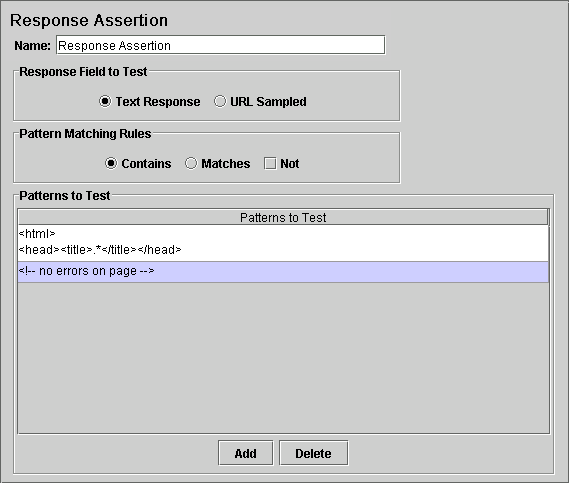 Response Assertion
Name: Response Assertion
Response Field to Test
Text Response URL Sampled
Pattern Matching Rules
Contains Matches Not
Patterns to Test
Patterns to Test
<html>
<head><title>.*</title></head>
<!-- no errors on page -->
Add Delete